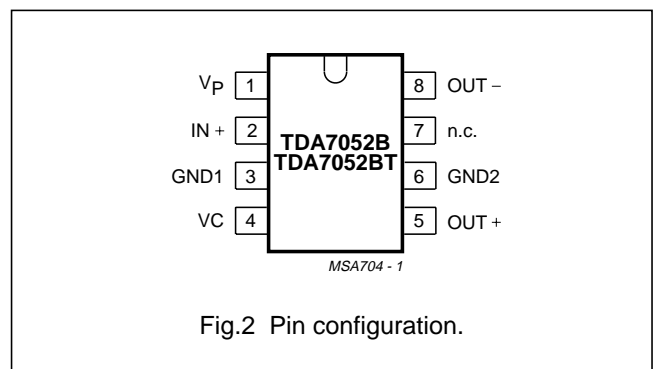 VP 1 8 OUT −
IN + 2 7 n.c.
TDA7052B
TDA7052BT
GND1 3 6 GND2
VC 4 5 OUT +
MSA704 - 1
Fig.2 Pin configuration.